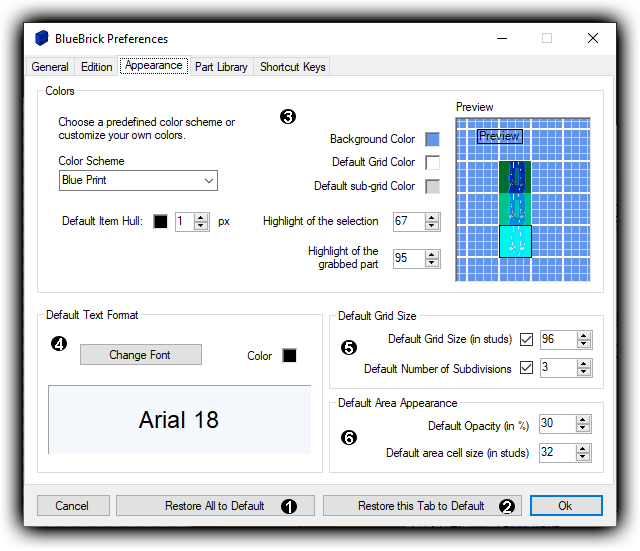 BlueBrick Preferences
General
Edition
Appearance
Part Library
Shortcut Keys
Colors
Choose a predefined color scheme or
customize your own colors.
Color Scheme
Blue Print
Default Item Hull:
1
px
3
Background Color
Default Grid Color
Default sub-grid Color
Highlight of the selection
67
Highlight of the
grabbed part
95
Preview
Preview
Default Text Format
4
Change Font
Color
Arial 18
Default Grid Size
5
Default Grid Size (in studs)
96
Default Number of Subdivisions
3
Default Area Appearance
6
Default Opacity (in %)
30
Default area cell size (in studs)
32
Cancel
Restore All to Default
1
Restore this Tab to Default
2
Ok